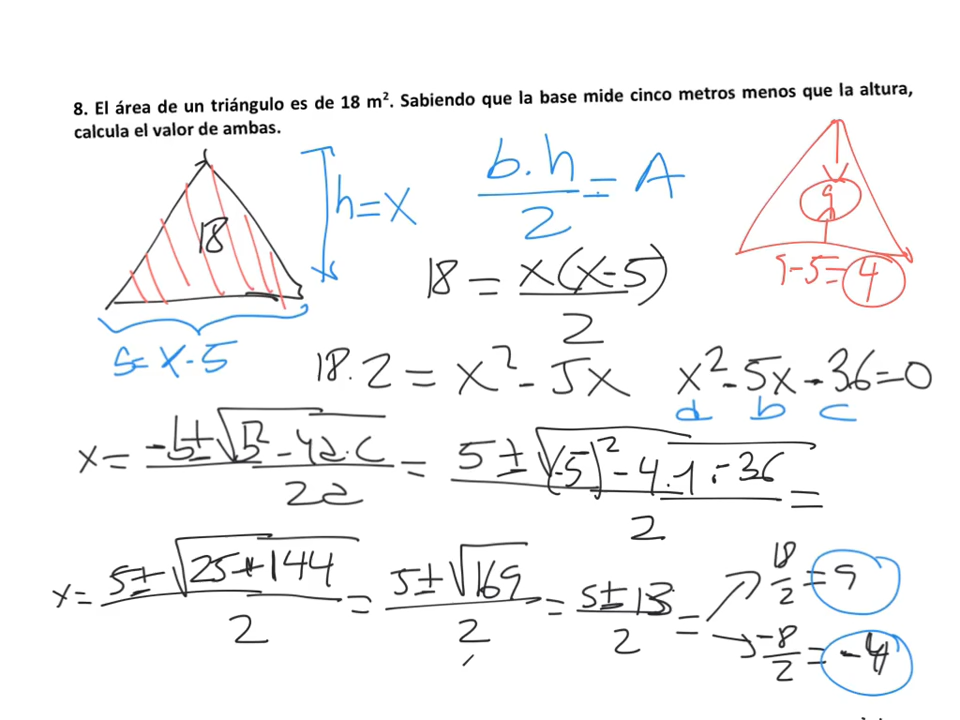 8. El área de un triángulo es de 18 m². Sabiendo que la base mide cinco metros menos que la altura,
calcula el valor de ambas.
18
h=x
b.h/2 = A
9
9-5=4
18 = x(x-5)/2
= x-5
18.2 = x² - 5x
x² - 5x - 36 = 0
a b c
x = -b±√b² - 4a.c/2a = 5±√(-5)² - 4.1.-36/2 =
x = 5±√25+144/2 = 5±√169/2 = 5±13/2 =
18/2 = 9
-8/2 = -4